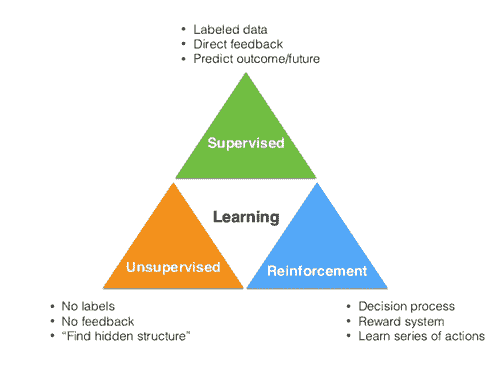 • Labeled data
• Direct feedback
• Predict outcome/future
Supervised
Learning
Unsupervised
Reinforcement
• No labels
• No feedback
• “Find hidden structure”
• Decision process
• Reward system
• Learn series of actions